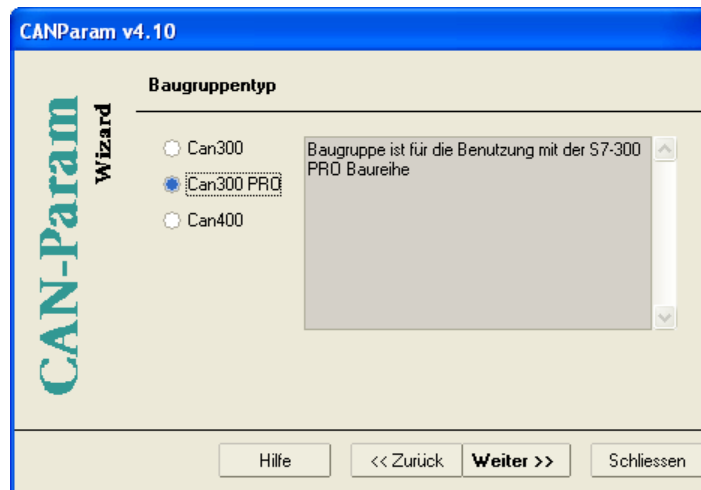 CANParam v4.10
CAN-Param
Wizard
Baugruppentyp
Can300
Can300 PRO
Can400
Baugruppe ist für die Benutzung mit der S7-300
PRO Baureihe
Hilfe
<< Zurück
Weiter >>
Schliessen